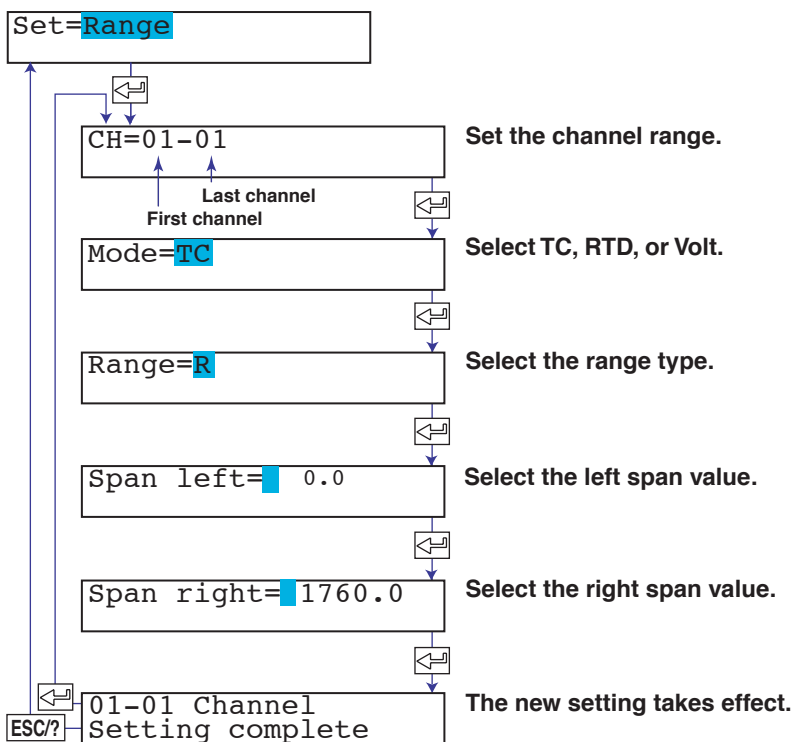 Set=Range
CH=01-01
Set the channel range.
Last channel
First channel
Mode=TC
Select TC, RTD, or Volt.
Range=R
Select the range type.
Span left= 0.0
Select the left span value.
Span right= 1760.0
Select the right span value.
01-01 Channel
The new setting takes effect.
ESC/?
Setting complete